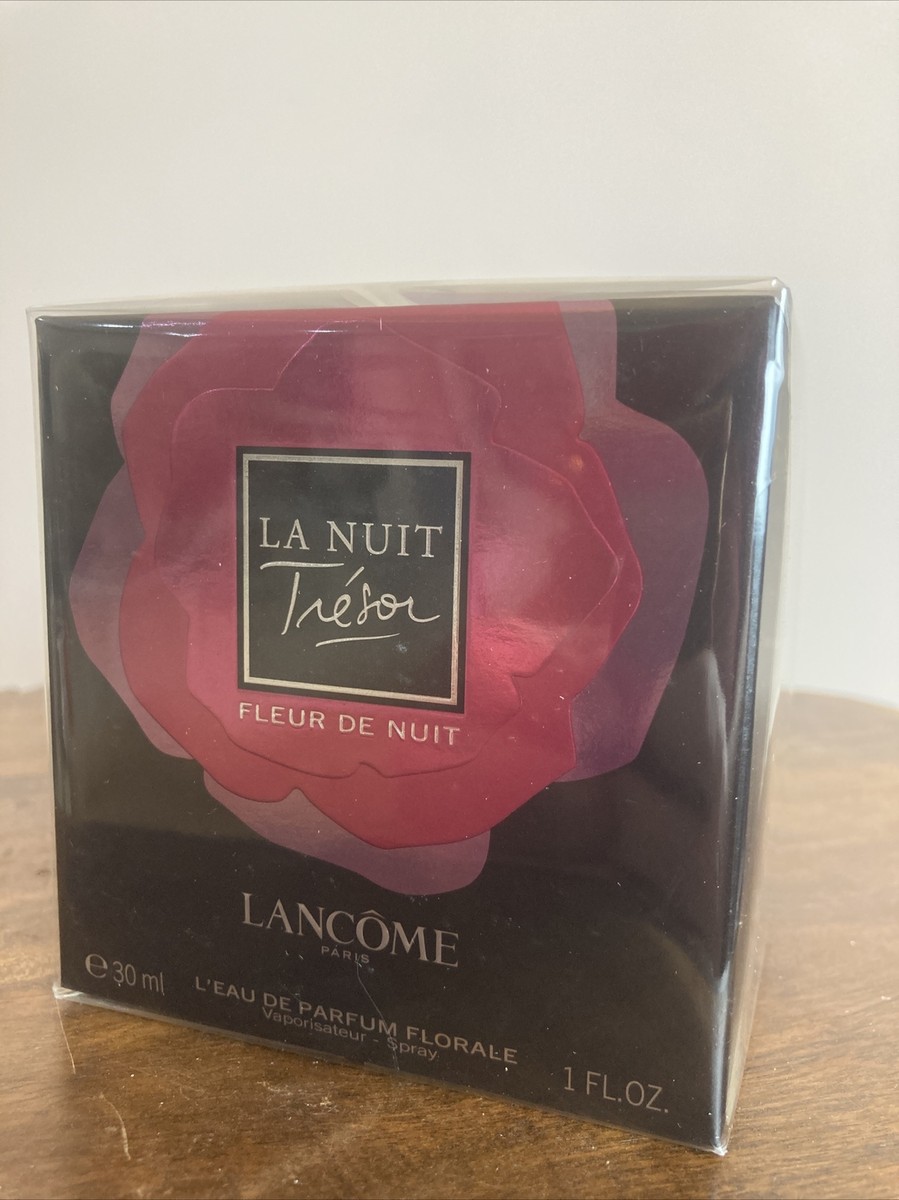 LA NUIT
Trésor
FLEUR DE NUIT
LANCÔME
PARIS
℮ 30 ml
L'EAU DE PARFUM FLORALE
Vaporisateur - Spray
1 FL.OZ.